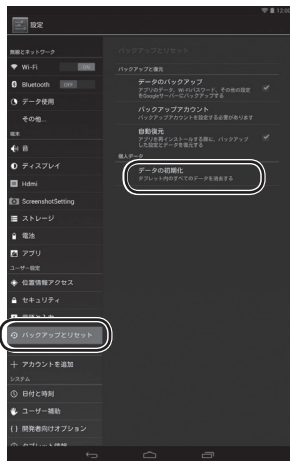 12:08
設定
無線とネットワーク
Wi-Fi ON
Bluetooth OFF
データ使用
その他...
端末
音
ディスプレイ
Hdmi
ScreenshotSetting
ストレージ
電池
アプリ
ユーザー設定
位置情報アクセス
セキュリティ
バックアップとリセット
アカウントを追加
システム
日付と時刻
ユーザー補助
開発者向けオプション
タブレット情報
バックアップとリセット
バックアップと復元
データのバックアップ
アプリのデータ、Wi-Fiパスワード、その他の設定
をGoogleサーバーにバックアップする
バックアップアカウント
バックアップアカウントを設定する必要があります
自動復元
アプリを再インストールする際に、バックアップ
した設定とデータを復元する
個人データ
データの初期化
タブレット内のすべてのデータを消去する